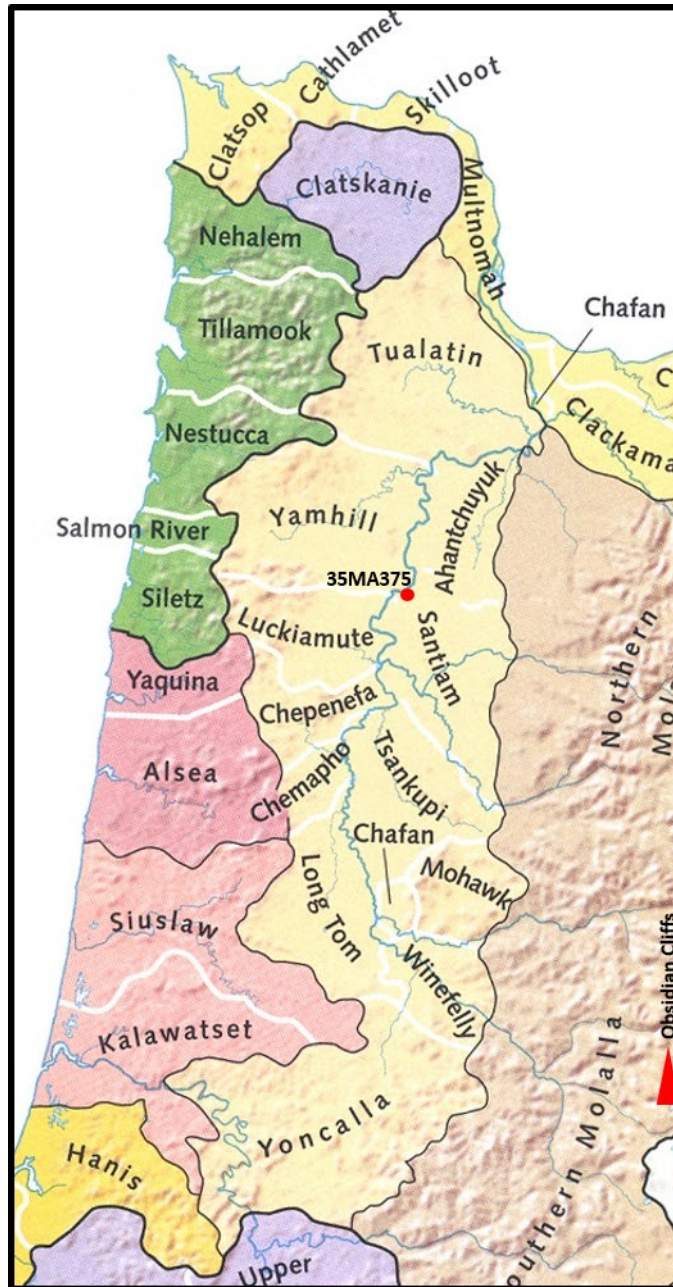 Cathlamet
Skilloot
Clatsop
Clatskanie
Multnomah
Nehalem
Chafan
Tillamook
Tualatin
C
Clackama
Nestucca
Ahantchuyuk
Yamhill
Salmon River
35MA375
Siletz
Luckiamute
Santiam
Northern
Mola
Yaquina
Chepenefa
Alsea
Chemapho
Tsankupi
Chafan
Mohawk
Long Tom
Siuslaw
Winefelly
Obsidian Cliffs
Kalawatset
Yoncalla
outhern Molalla
Hanis
Upper